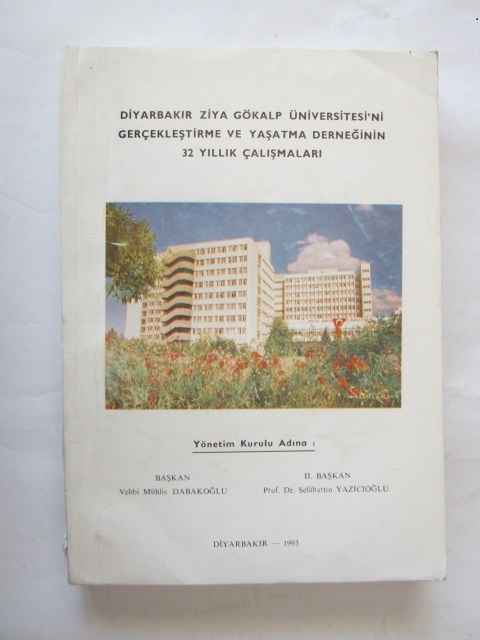 DİYARBAKIR ZİYA GÖKALP ÜNİVERSİTESİ'Nİ
GERÇEKLEŞTİRME VE YAŞATMA DERNEĞİNİN
32 YILLIK ÇALIŞMALARI
Yönetim Kurulu Adına :
BAŞKAN
Vehbi Mühlis DABAKOĞLU
II. BAŞKAN
Prof. Dr. Selâhattin YAZICIOĞLU
DİYARBAKIR — 1993